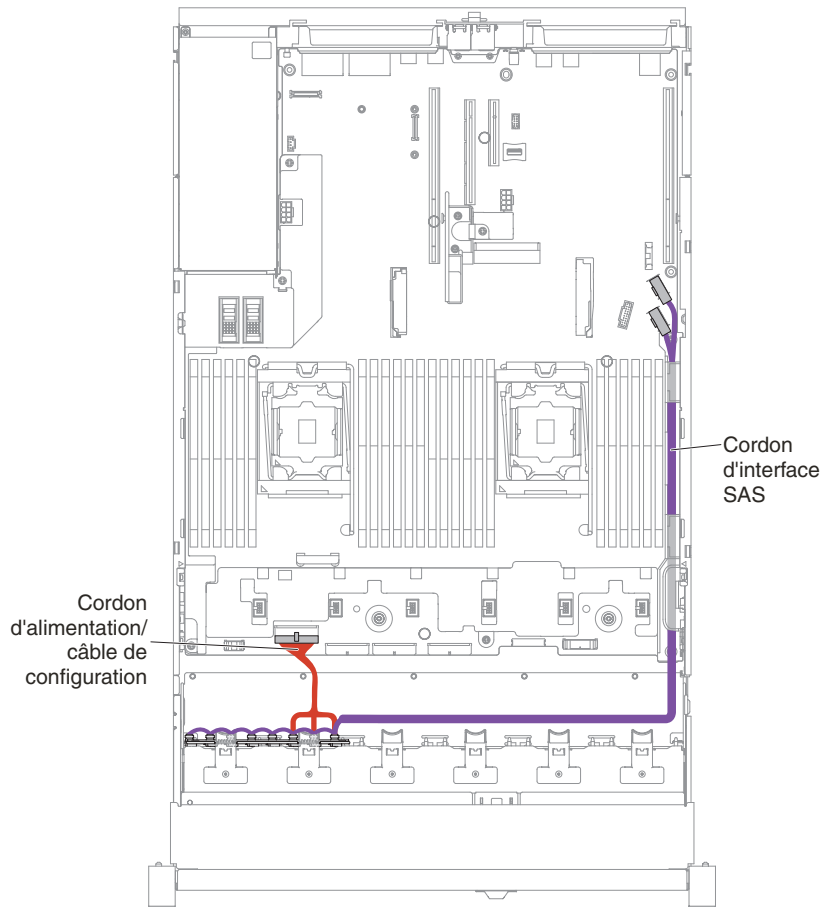 Cordon
d'interface
SAS
Cordon
d'alimentation/
câble de
configuration